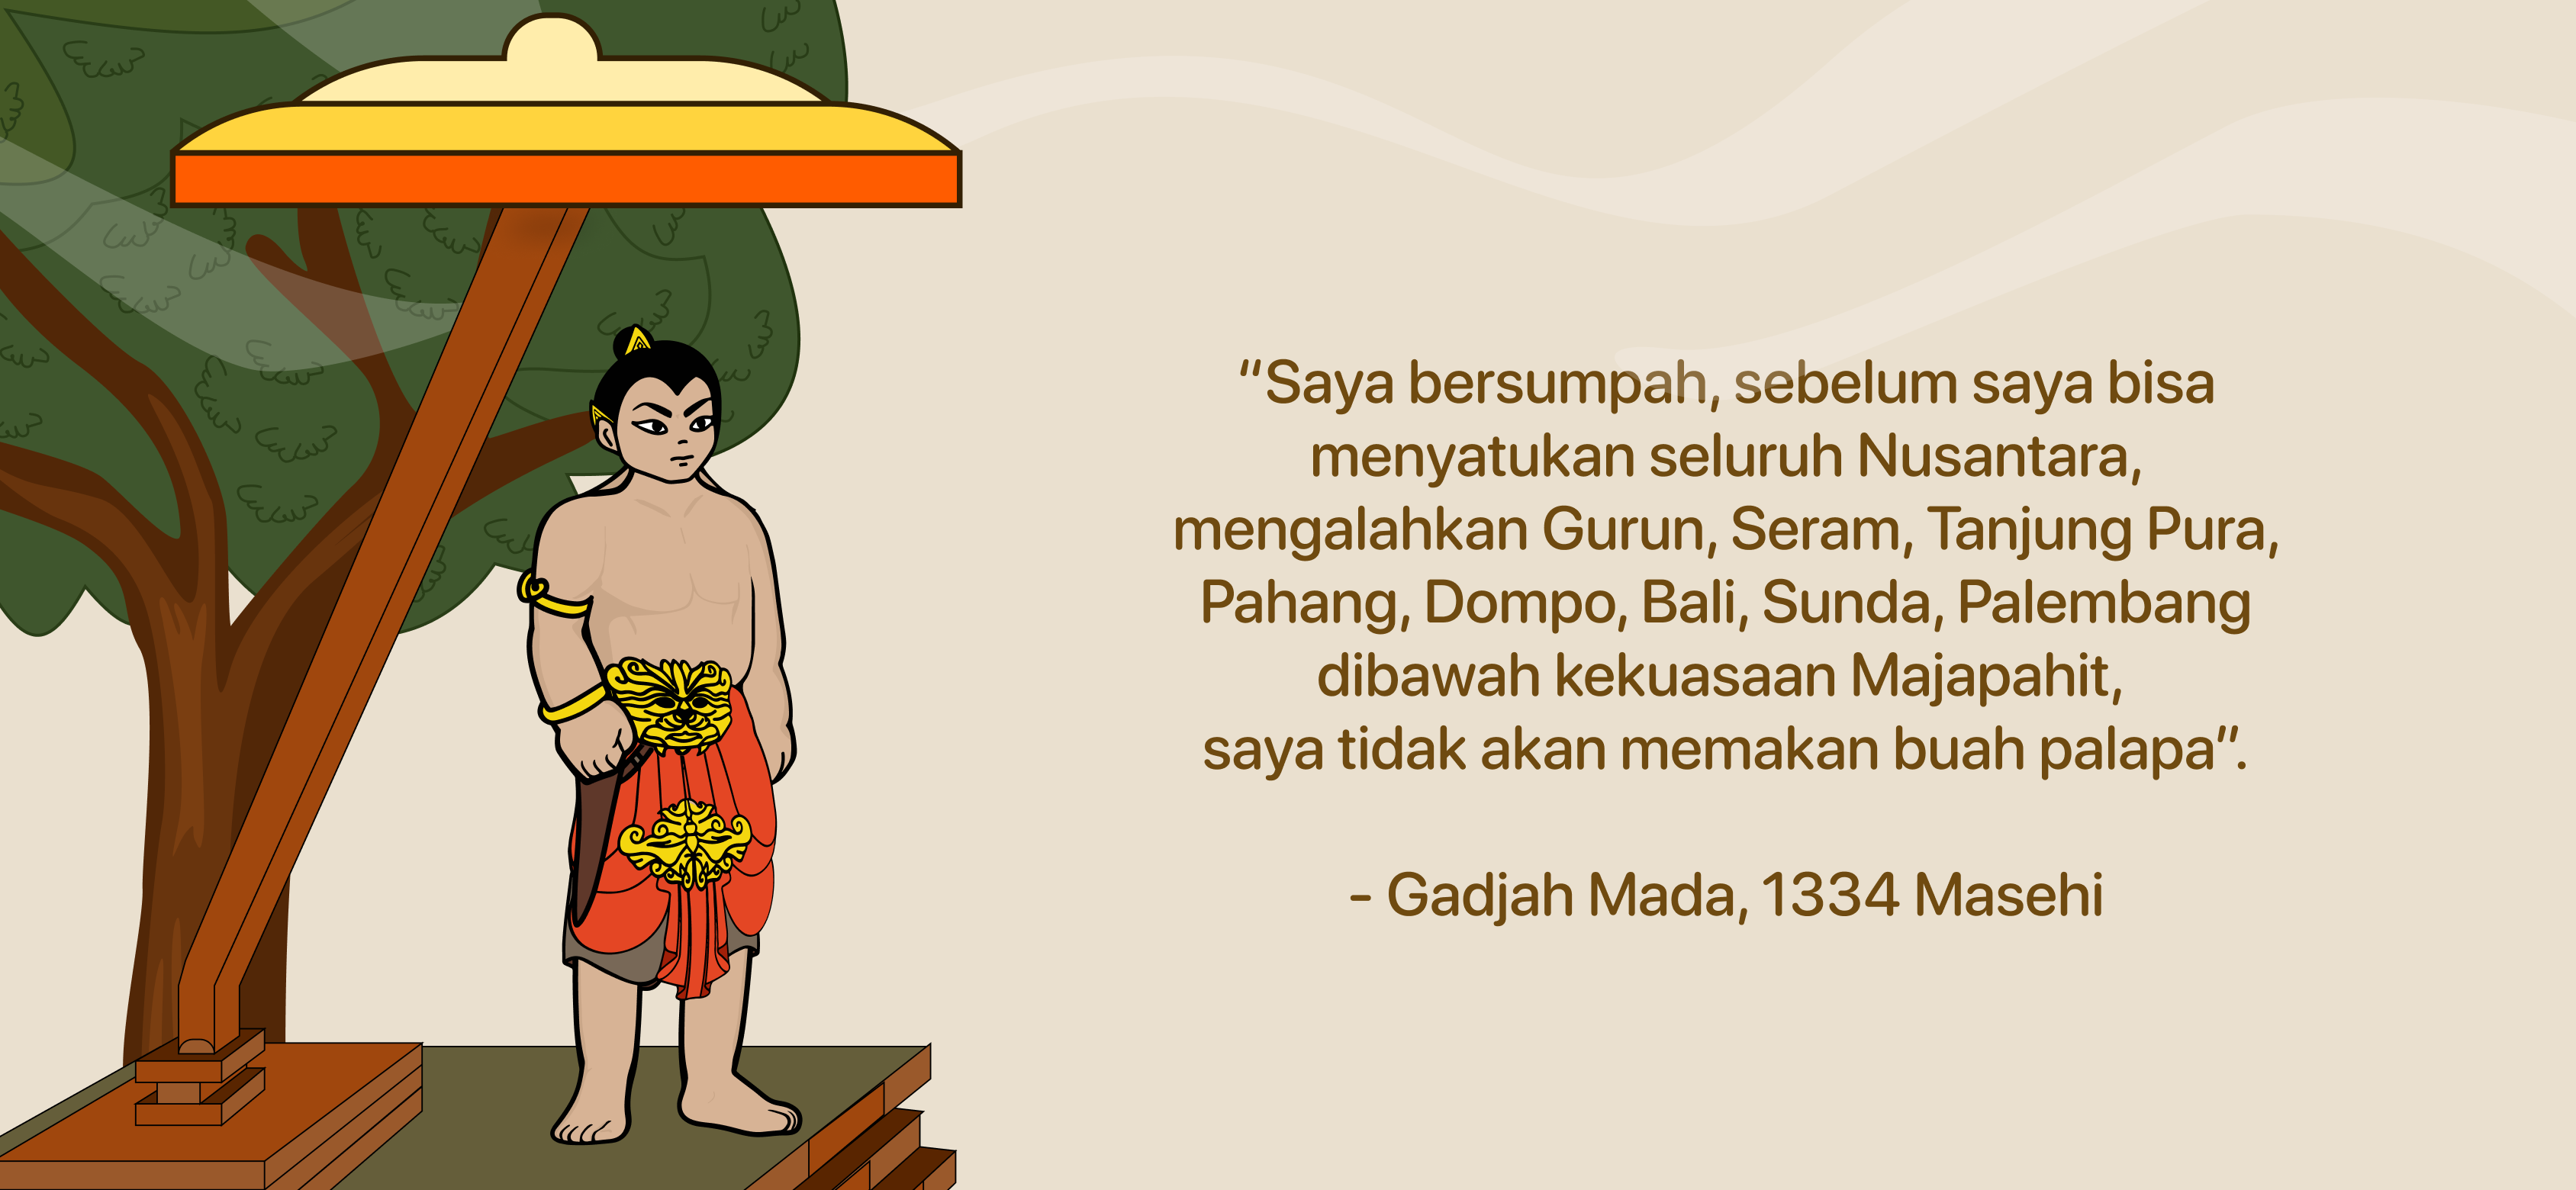 “Saya bersumpah, sebelum saya bisa
menyatukan seluruh Nusantara,
mengalahkan Gurun, Seram, Tanjung Pura,
Pahang, Dompo, Bali, Sunda, Palembang
dibawah kekuasaan Majapahit,
saya tidak akan memakan buah palapa”.
- Gadjah Mada, 1334 Masehi